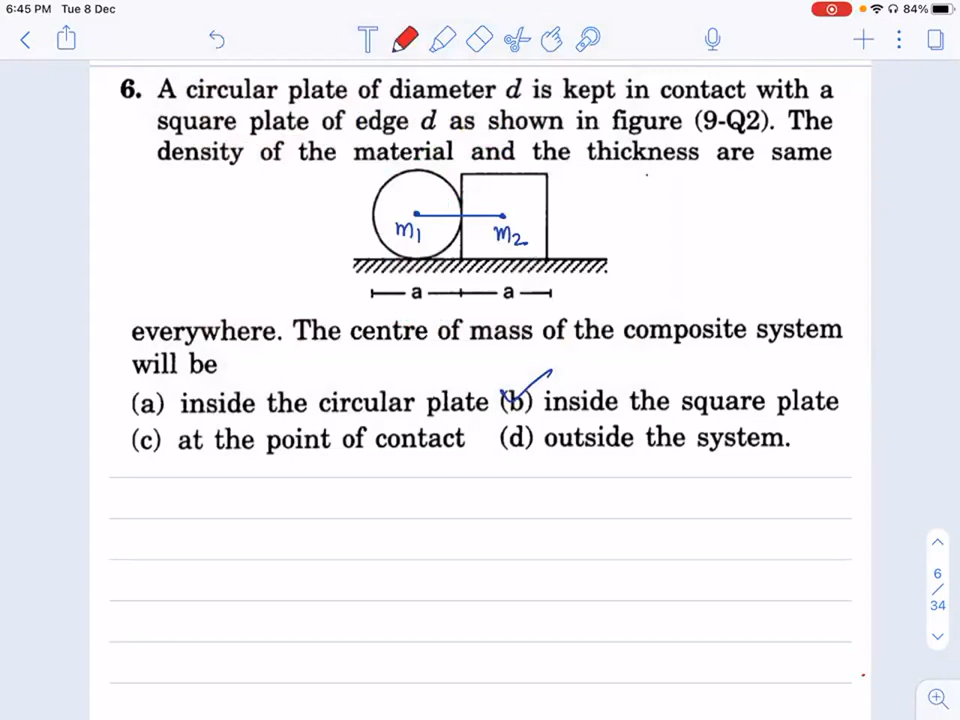 6:45 PM Tue 8 Dec
84%
6. A circular plate of diameter d is kept in contact with a
square plate of edge d as shown in figure (9-Q2). The
density of the material and the thickness are same
m1 m2
a a
everywhere. The centre of mass of the composite system
will be
(a) inside the circular plate (b) inside the square plate
(c) at the point of contact (d) outside the system.
6
/
34